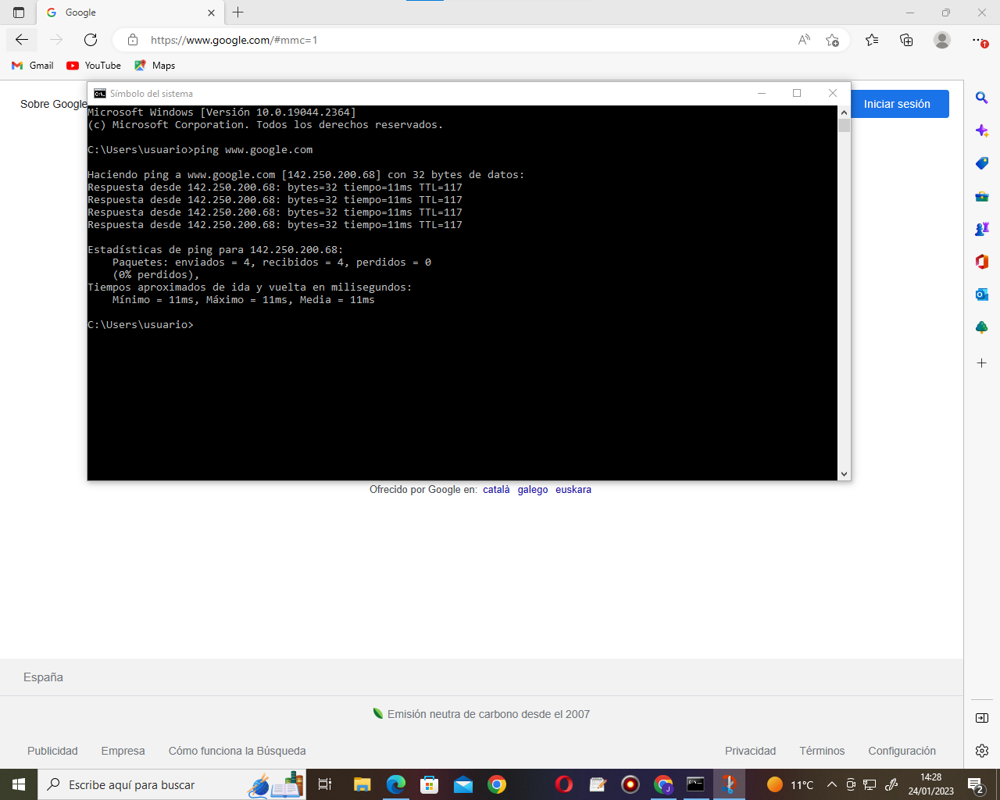 Google
https://www.google.com/#mmc=1
Gmail YouTube Maps
Sobre Google
Iniciar sesión
Símbolo del sistema
Microsoft Windows [Versión 10.0.19044.2364]
(c) Microsoft Corporation. Todos los derechos reservados.
C:\Users\usuario>ping www.google.com
Haciendo ping a www.google.com [142.250.200.68] con 32 bytes de datos:
Respuesta desde 142.250.200.68: bytes=32 tiempo=11ms TTL=117
Respuesta desde 142.250.200.68: bytes=32 tiempo=11ms TTL=117
Respuesta desde 142.250.200.68: bytes=32 tiempo=11ms TTL=117
Respuesta desde 142.250.200.68: bytes=32 tiempo=11ms TTL=117
Estadísticas de ping para 142.250.200.68:
Paquetes: enviados = 4, recibidos = 4, perdidos = 0
(0% perdidos),
Tiempos aproximados de ida y vuelta en milisegundos:
Mínimo = 11ms, Máximo = 11ms, Media = 11ms
C:\Users\usuario>
Ofrecido por Google en: català galego euskara
España
Emisión neutra de carbono desde el 2007
Publicidad Empresa Cómo funciona la Búsqueda Privacidad Términos Configuración
Escribe aquí para buscar
11°C
14:28
24/01/2023
2